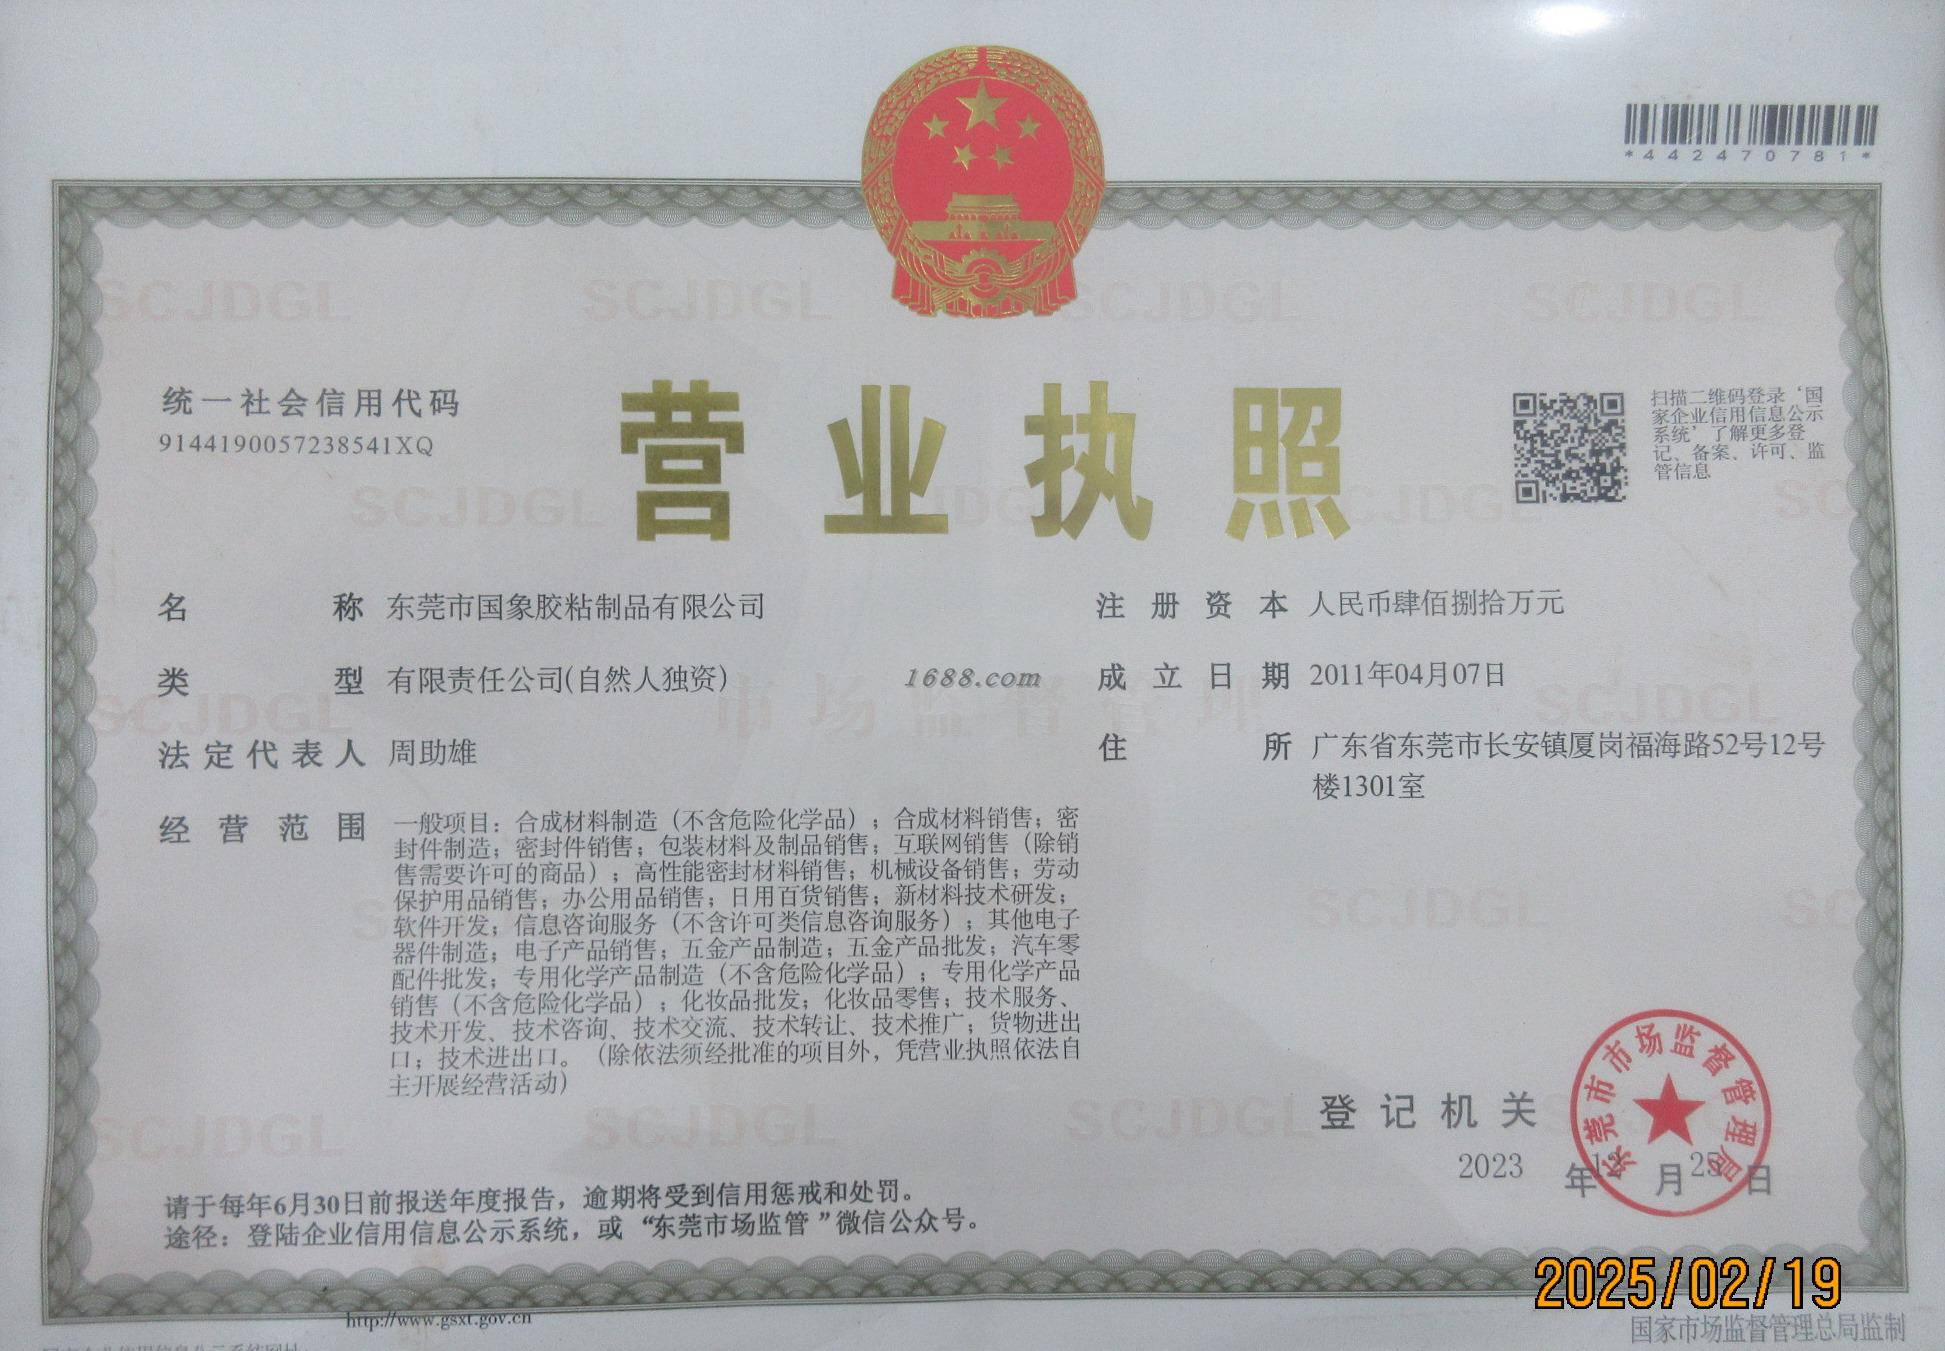 *442470781*
统一社会信用代码
9144190057238541XQ
营业执照
扫描二维码登录‘国
家企业信用信息公示
系统’了解更多登
记、备案、许可、监
管信息
名称 东莞市国象胶粘制品有限公司
类型 有限责任公司(自然人独资)
法定代表人 周助雄
经营范围 一般项目：合成材料制造（不含危险化学品）；合成材料销售；密
封件制造；密封件销售；包装材料及制品销售；互联网销售（除销
售需要许可的商品）；高性能密封材料销售；机械设备销售；劳动
保护用品销售；办公用品销售；日用百货销售；新材料技术研发；
软件开发；信息咨询服务（不含许可类信息咨询服务）；其他电子
器件制造；电子产品销售；五金产品制造；五金产品批发；汽车零
配件批发；专用化学产品制造（不含危险化学品）；专用化学产品
销售（不含危险化学品）；化妆品批发；化妆品零售；技术服务、
技术开发、技术咨询、技术交流、技术转让、技术推广；货物进出
口；技术进出口。（除依法须经批准的项目外，凭营业执照依法自
主开展经营活动）
1688.com
注册资本 人民币肆佰捌拾万元
成立日期 2011年04月07日
住所 广东省东莞市长安镇厦岗福海路52号12号
楼1301室
SCJDGL
市场监督管理
登记机关
东莞市市场监督管理局
2023 年 月25日
请于每年6月30日前报送年度报告，逾期将受到信用惩戒和处罚。
途径：登陆企业信用信息公示系统，或“东莞市场监管”微信公众号。
http://www.gsxt.gov.cn
2025/02/19
国家市场监督管理总局监制